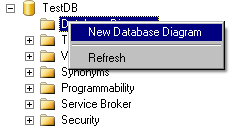 TestDB
New Database Diagram
Refresh
Synonyms
Programmability
Service Broker
Security